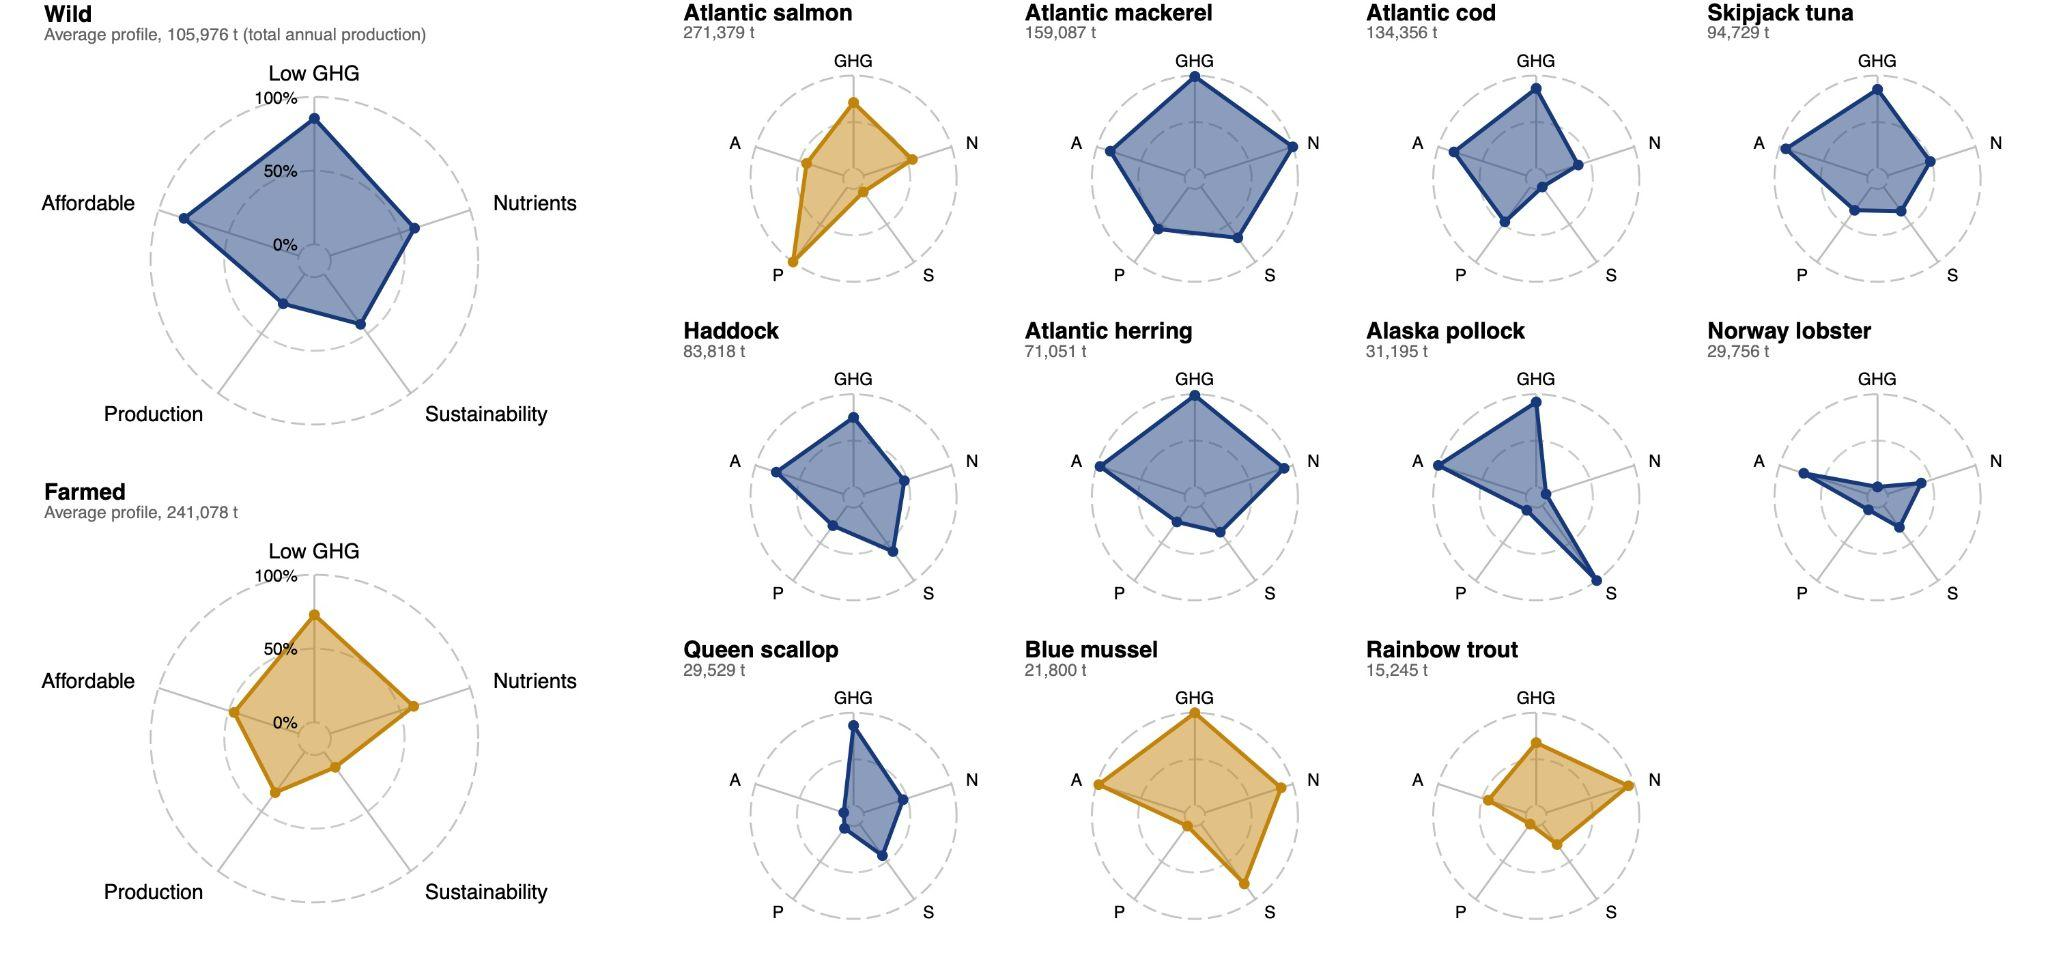 Wild
Average profile, 105,976 t (total annual production)
Low GHG
100%
50%
0%
Affordable
Nutrients
Production
Sustainability
Farmed
Average profile, 241,078 t
Low GHG
100%
50%
0%
Affordable
Nutrients
Production
Sustainability
Atlantic salmon
271,379 t
GHG
A
N
P
S
Atlantic mackerel
159,087 t
GHG
A
N
P
S
Atlantic cod
134,356 t
GHG
A
N
P
S
Skipjack tuna
94,729 t
GHG
A
N
P
S
Haddock
83,818 t
GHG
A
N
P
S
Atlantic herring
71,051 t
GHG
A
N
P
S
Alaska pollock
31,195 t
GHG
A
N
P
S
Norway lobster
29,756 t
GHG
A
N
P
S
Queen scallop
29,529 t
GHG
A
N
P
S
Blue mussel
21,800 t
GHG
A
N
P
S
Rainbow trout
15,245 t
GHG
A
N
P
S